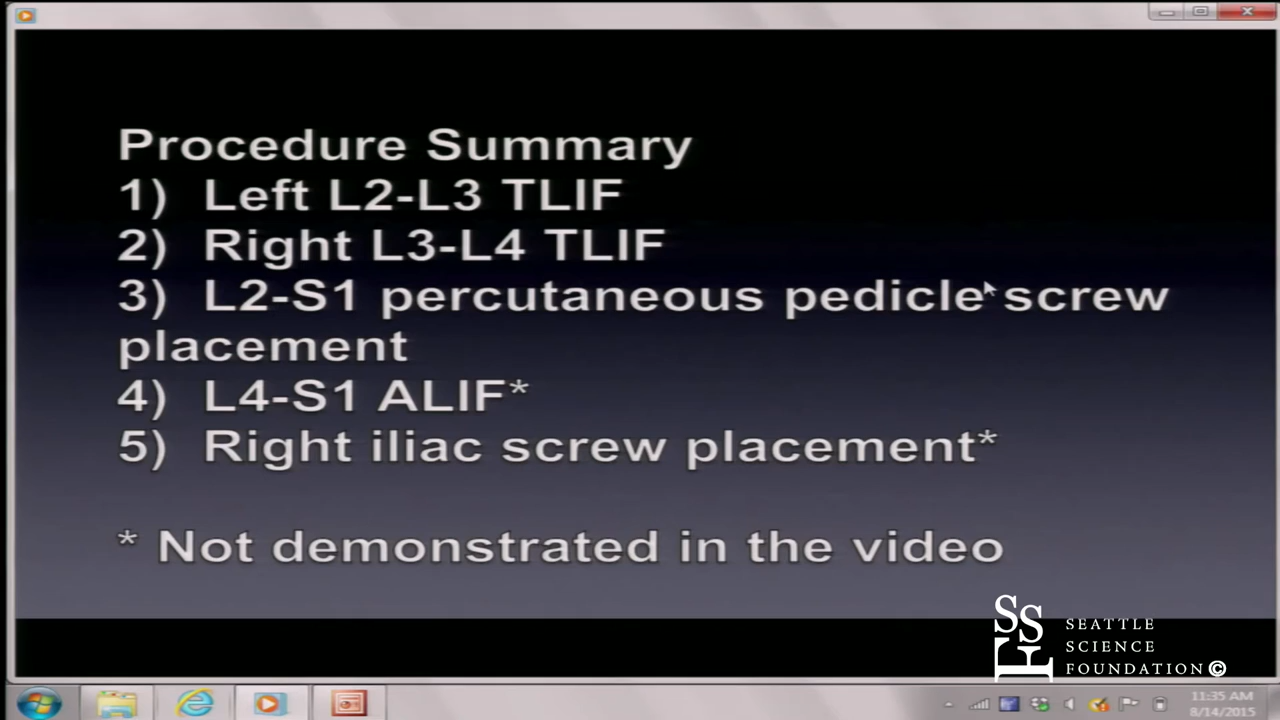 Procedure Summary
1) Left L2-L3 TLIF
2) Right L3-L4 TLIF
3) L2-S1 percutaneous pedicle screw
placement
4) L4-S1 ALIF*
5) Right iliac screw placement*
* Not demonstrated in the video
SSF
SEATTLE
SCIENCE
FOUNDATION©
11:35 AM
8/14/2015